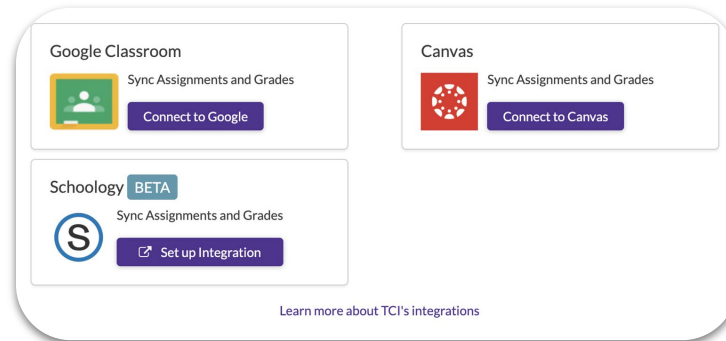 Google Classroom
Sync Assignments and Grades
Connect to Google
Canvas
Sync Assignments and Grades
Connect to Canvas
Schoology BETA
Sync Assignments and Grades
S
Set up Integration
Learn more about TCI's integrations